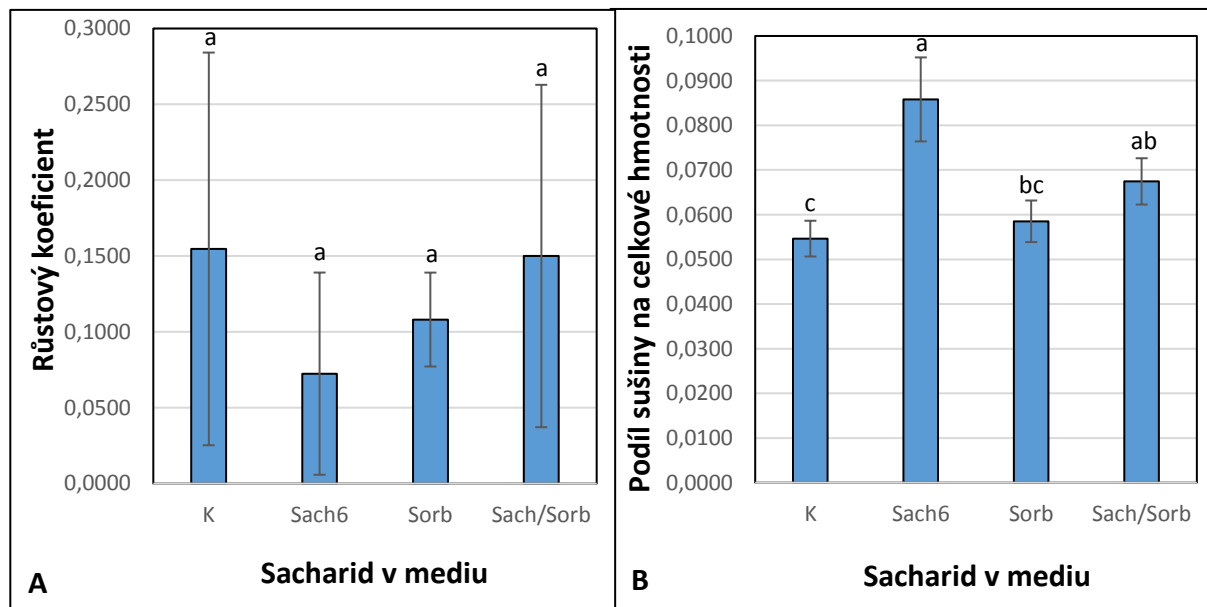 Růstový koeficient
0,3000
0,2500
0,2000
0,1500
0,1000
0,0500
0,0000
a
a
a
a
K
Sach6
Sorb
Sach/Sorb
Sacharid v mediu
A
Podíl sušiny na celkové hmotnosti
0,1000
0,0900
0,0800
0,0700
0,0600
0,0500
0,0400
0,0300
0,0200
0,0100
0,0000
c
a
bc
ab
K
Sach6
Sorb
Sach/Sorb
Sacharid v mediu
B